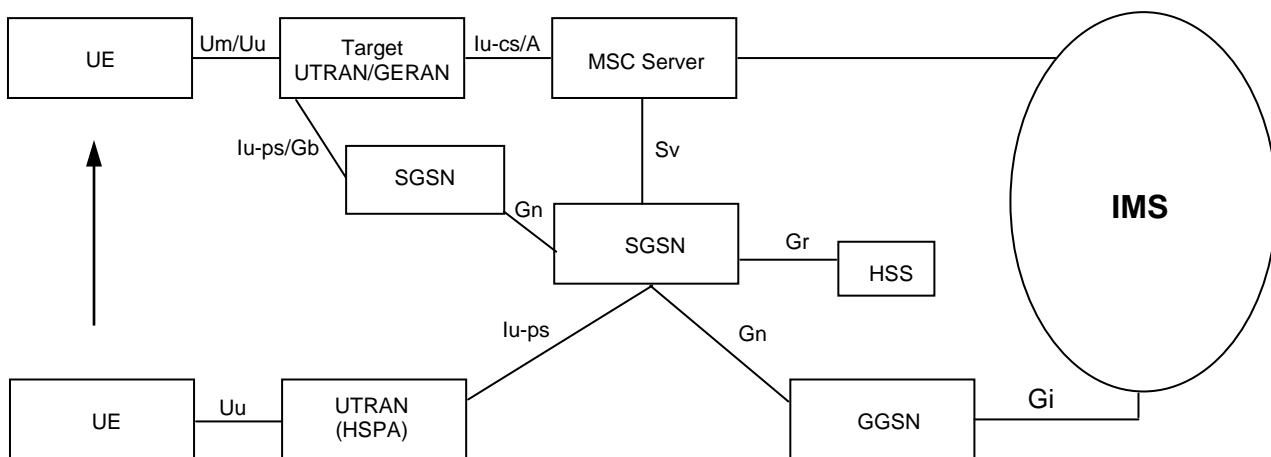 UE
Um/Uu
Target
UTRAN/GERAN
Iu-cs/A
MSC Server
Iu-ps/Gb
SGSN
Gn
Sv
SGSN
Gr
HSS
IMS
Iu-ps
Gn
UE
Uu
UTRAN
(HSPA)
GGSN
Gi